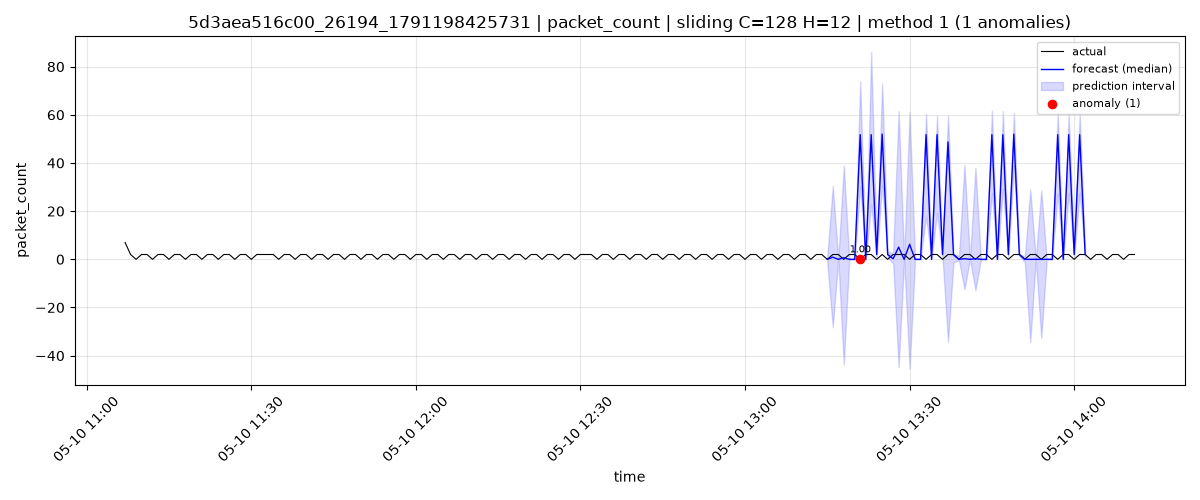 5d3aea516c00_26194_1791198425731 | packet_count | sliding C=128 H=12 | method 1 (1 anomalies)
actual
forecast (median)
prediction interval
anomaly (1)
80
60
40
20
0
−20
−40
packet_count
1.00
05-10 11:00
05-10 11:30
05-10 12:00
05-10 12:30
05-10 13:00
05-10 13:30
05-10 14:00
time